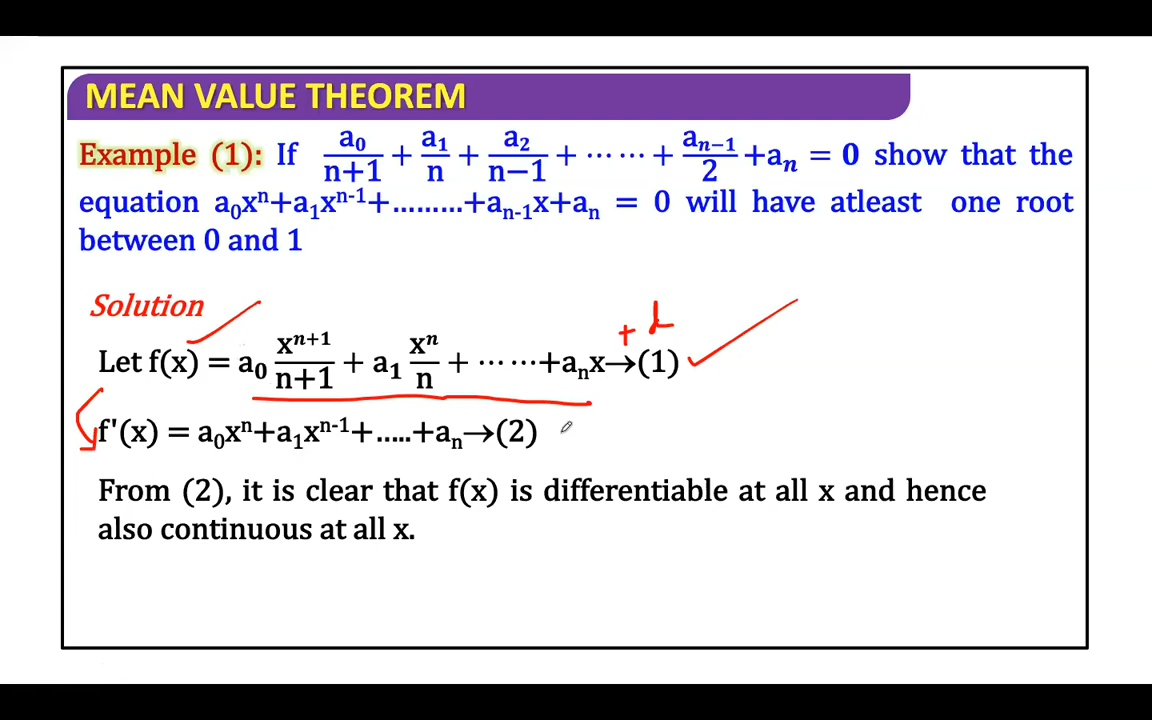 MEAN VALUE THEOREM
Example (1): If a₀/(n+1) + a₁/n + a₂/(n−1) + ⋯⋯ + aₙ₋₁/2 + aₙ = 0 show that the
equation a₀xⁿ+a₁xⁿ⁻¹+.........+aₙ₋₁x+aₙ = 0 will have atleast one root
between 0 and 1
Solution
Let f(x) = a₀ xⁿ⁺¹/(n+1) + a₁ xⁿ/n + ⋯⋯+aₙx→(1)
f'(x) = a₀xⁿ+a₁xⁿ⁻¹+.....+aₙ→(2)
From (2), it is clear that f(x) is differentiable at all x and hence
also continuous at all x.